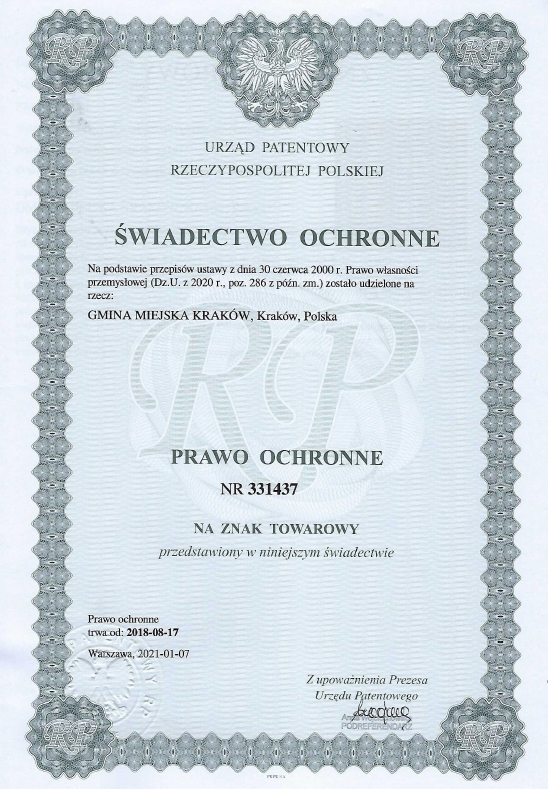 URZĄD PATENTOWY
RZECZYPOSPOLITEJ POLSKIEJ
ŚWIADECTWO OCHRONNE
Na podstawie przepisów ustawy z dnia 30 czerwca 2000 r. Prawo własności
przemysłowej (Dz.U. z 2020 r., poz. 286 z późn. zm.) zostało udzielone na
rzecz:
GMINA MIEJSKA KRAKÓW, Kraków, Polska
RP
PRAWO OCHRONNE
NR 331437
NA ZNAK TOWAROWY
przedstawiony w niniejszym świadectwie
Prawo ochronne
trwa od: 2018-08-17
Warszawa, 2021-01-07
Z upoważnienia Prezesa
Urzędu Patentowego
PODREFERENDARZ